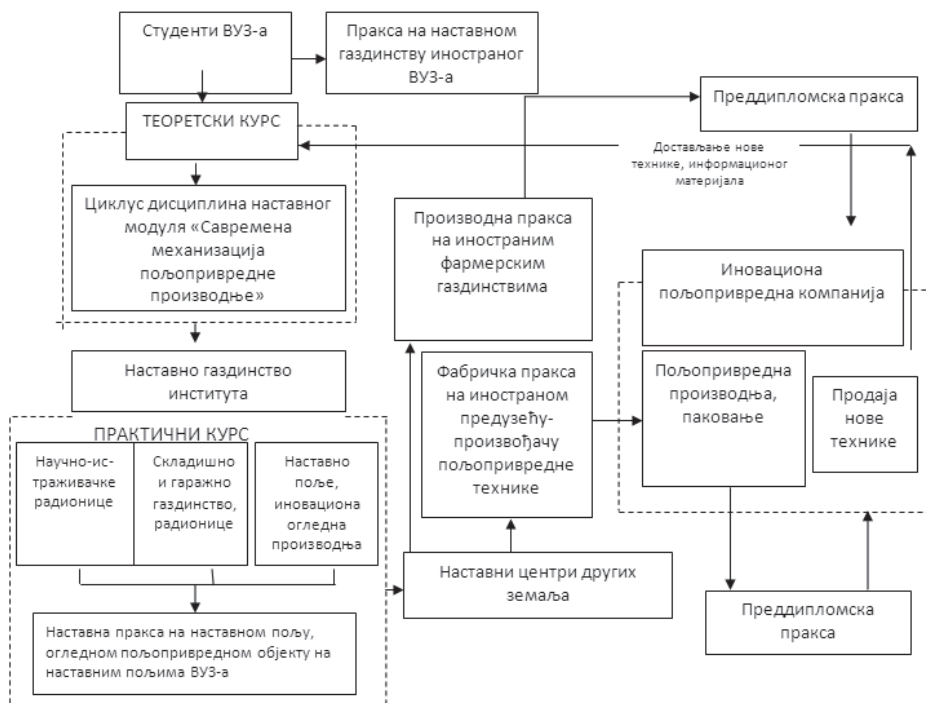 Студенти ВУЗ-а
Пракса на наставном
газдинству иностраног
ВУЗ-а
Преддипломска пракса
ТЕОРЕТСКИ КУРС
Достављање нове
технике, информационог
материјала
Циклус дисциплина наставног
модуля «Савремена
механизација
пољопривредне
производње»
Производна пракса
на иностраним
фармерским
газдинствима
Иновациона
пољопривредна компанија
Наставно газдинство
института
Фабричка пракса
на иностраном
предузећу-
произвођачу
пољопривредне
технике
Пољопривредна
производња,
паковање
Продаја
нове
технике
ПРАКТИЧНИ КУРС
Научно-ис-
траживачке
радионице
Складишно
и гаражно
газдинство,
радионице
Наставно
поље,
иновациона
огледна
производња
Наставни центри других
земаља
Преддипломска
пракса
Наставна пракса на наставном пољу,
огледном пољопривредном објекту на
наставним пољима ВУЗ-а